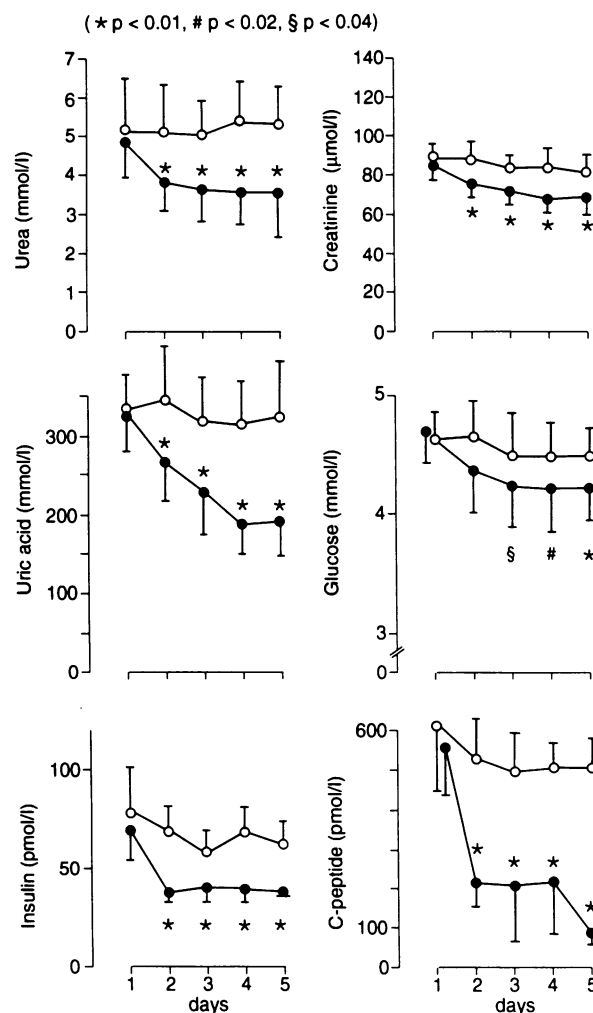 ( * p < 0.01, # p < 0.02, § p < 0.04)
7
6
5
4
3
2
1
0
Urea (mmol/l)
* * * *
140
120
100
80
60
40
20
0
Creatinine (µmol/l)
* * * *
300
200
100
0
Uric acid (mmol/l)
* * * *
5
4
3
0
Glucose (mmol/l)
§ # *
100
50
0
Insulin (pmol/l)
* * * *
1 2 3 4 5
days
600
100
0
C-peptide (pmol/l)
* * * *
1 2 3 4 5
days